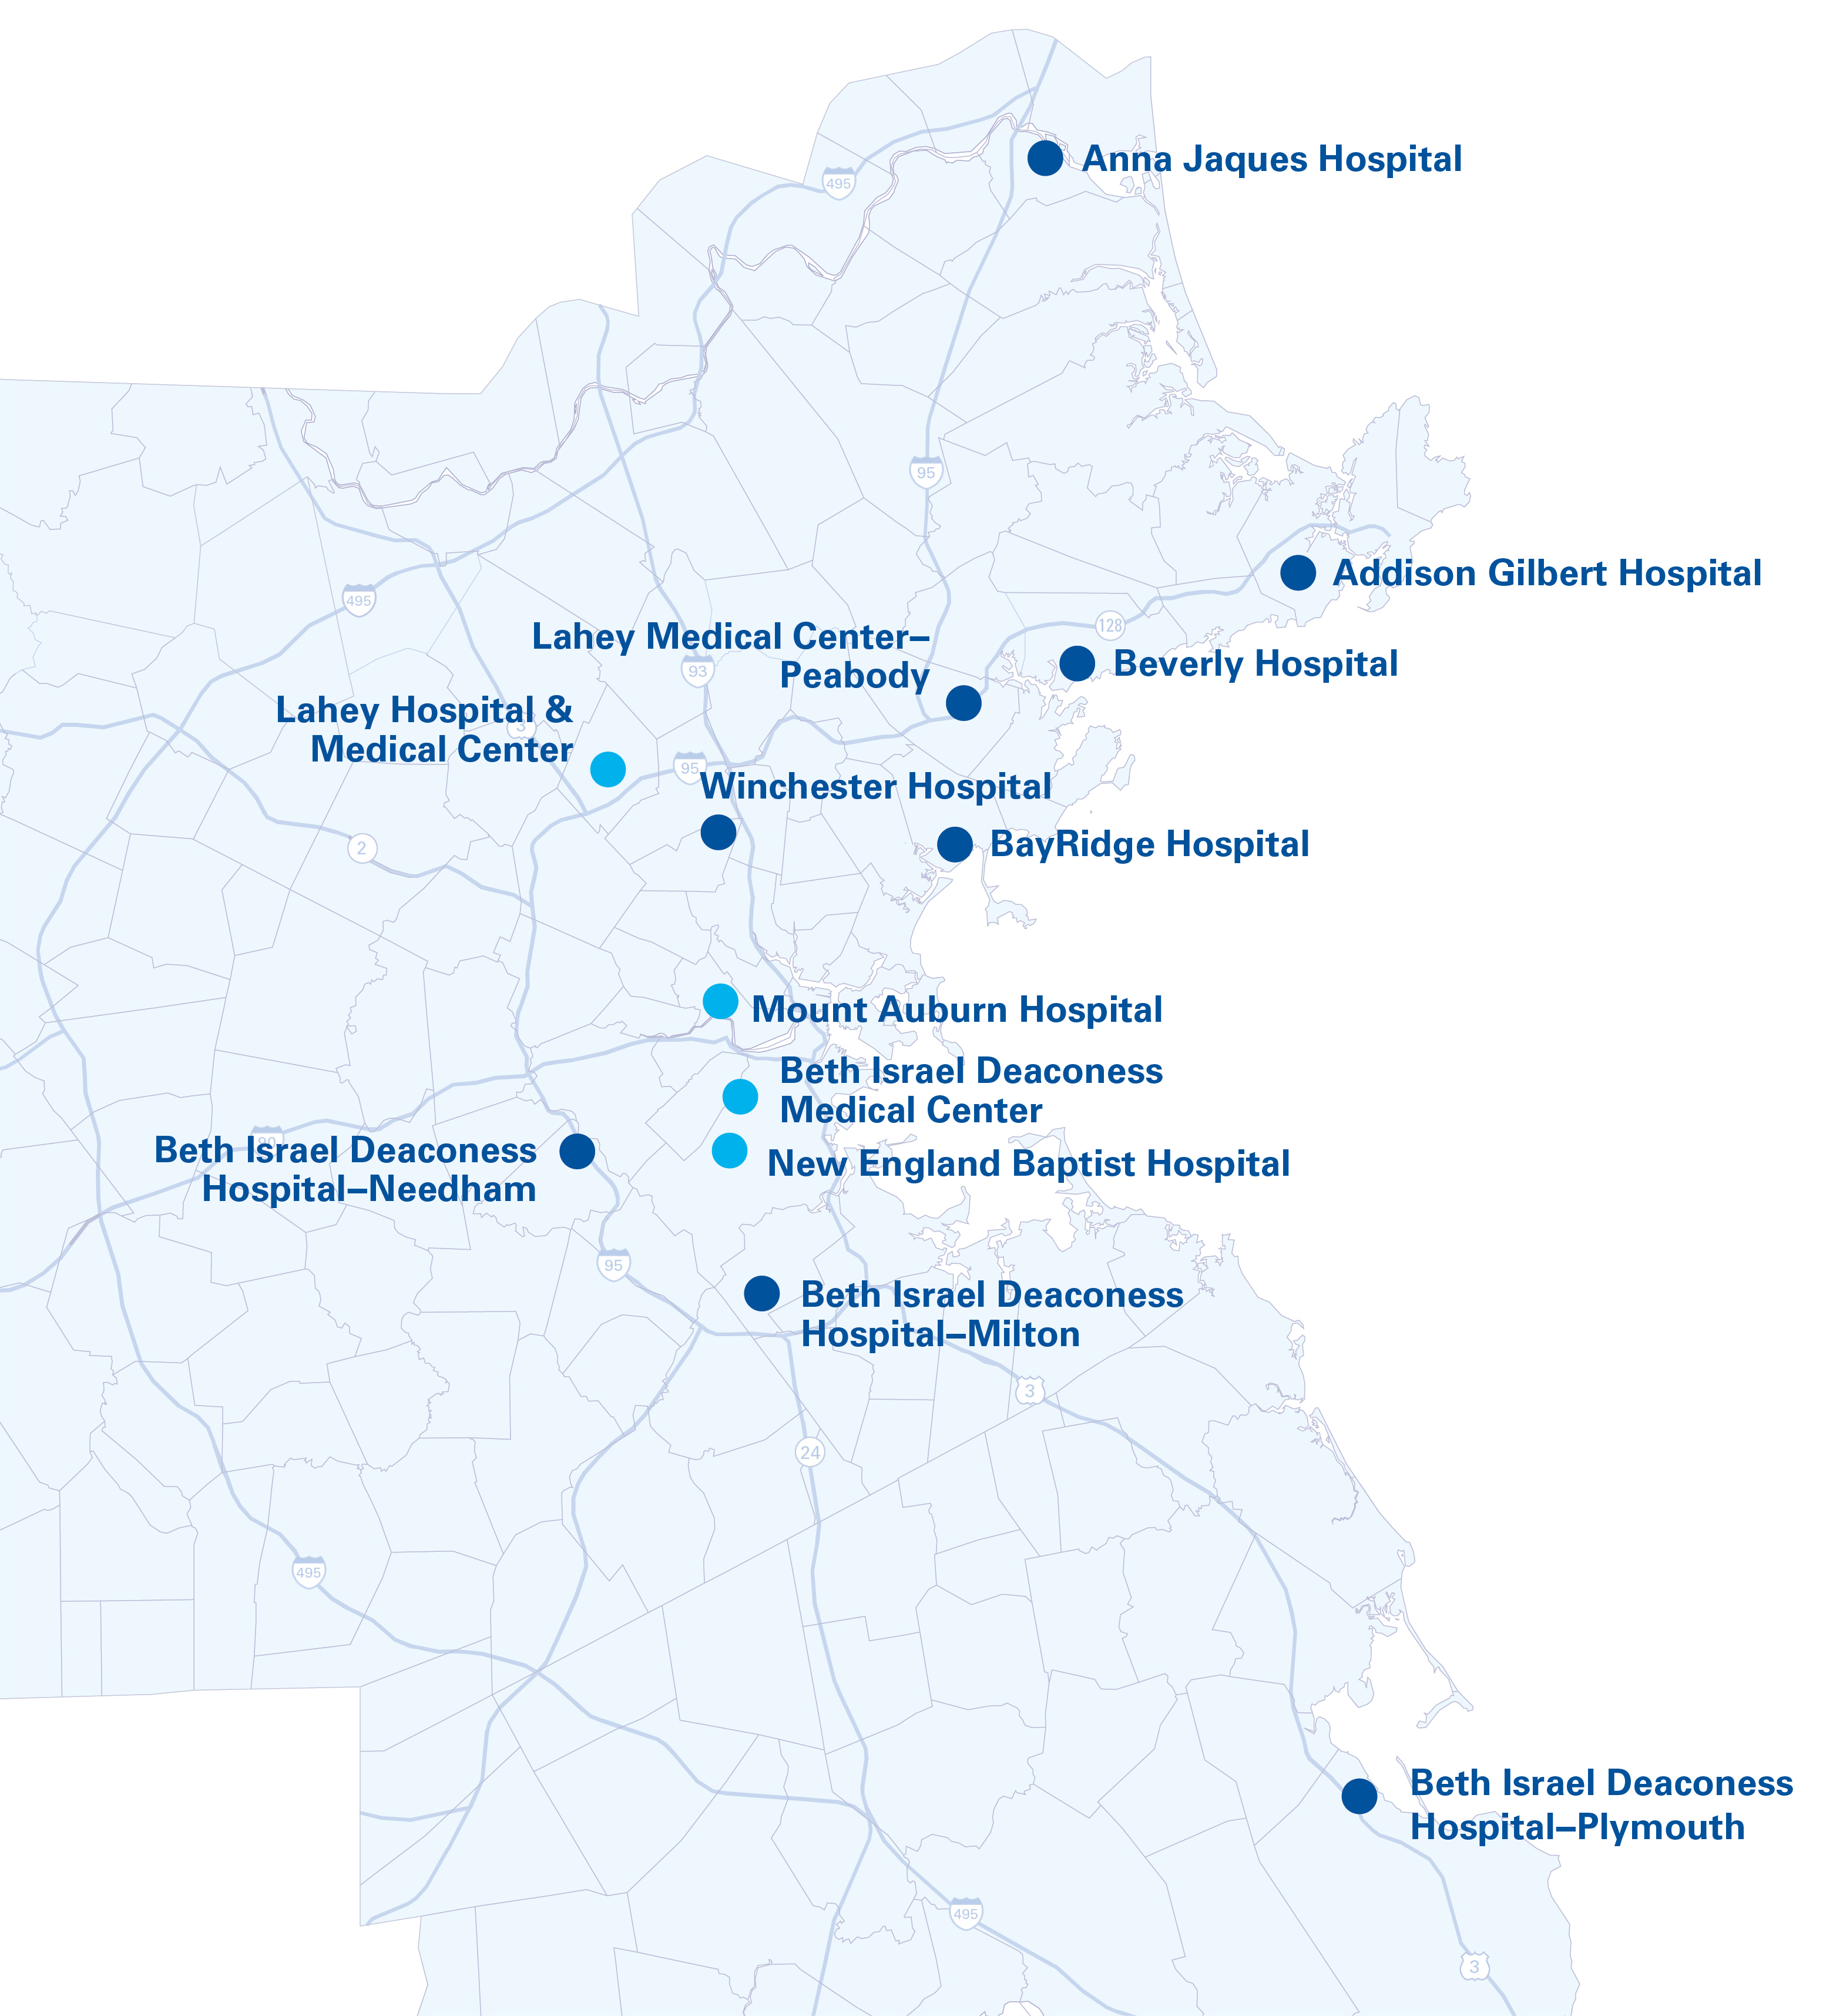 Anna Jaques Hospital
495
95
Addison Gilbert Hospital
495
128
Lahey Medical Center–
Peabody
93
Beverly Hospital
Lahey Hospital &
Medical Center
3
95
Winchester Hospital
2
BayRidge Hospital
Mount Auburn Hospital
Beth Israel Deaconess
Medical Center
90
Beth Israel Deaconess
Hospital–Needham
New England Baptist Hospital
95
Beth Israel Deaconess
Hospital–Milton
3
24
495
Beth Israel Deaconess
Hospital–Plymouth
495
3